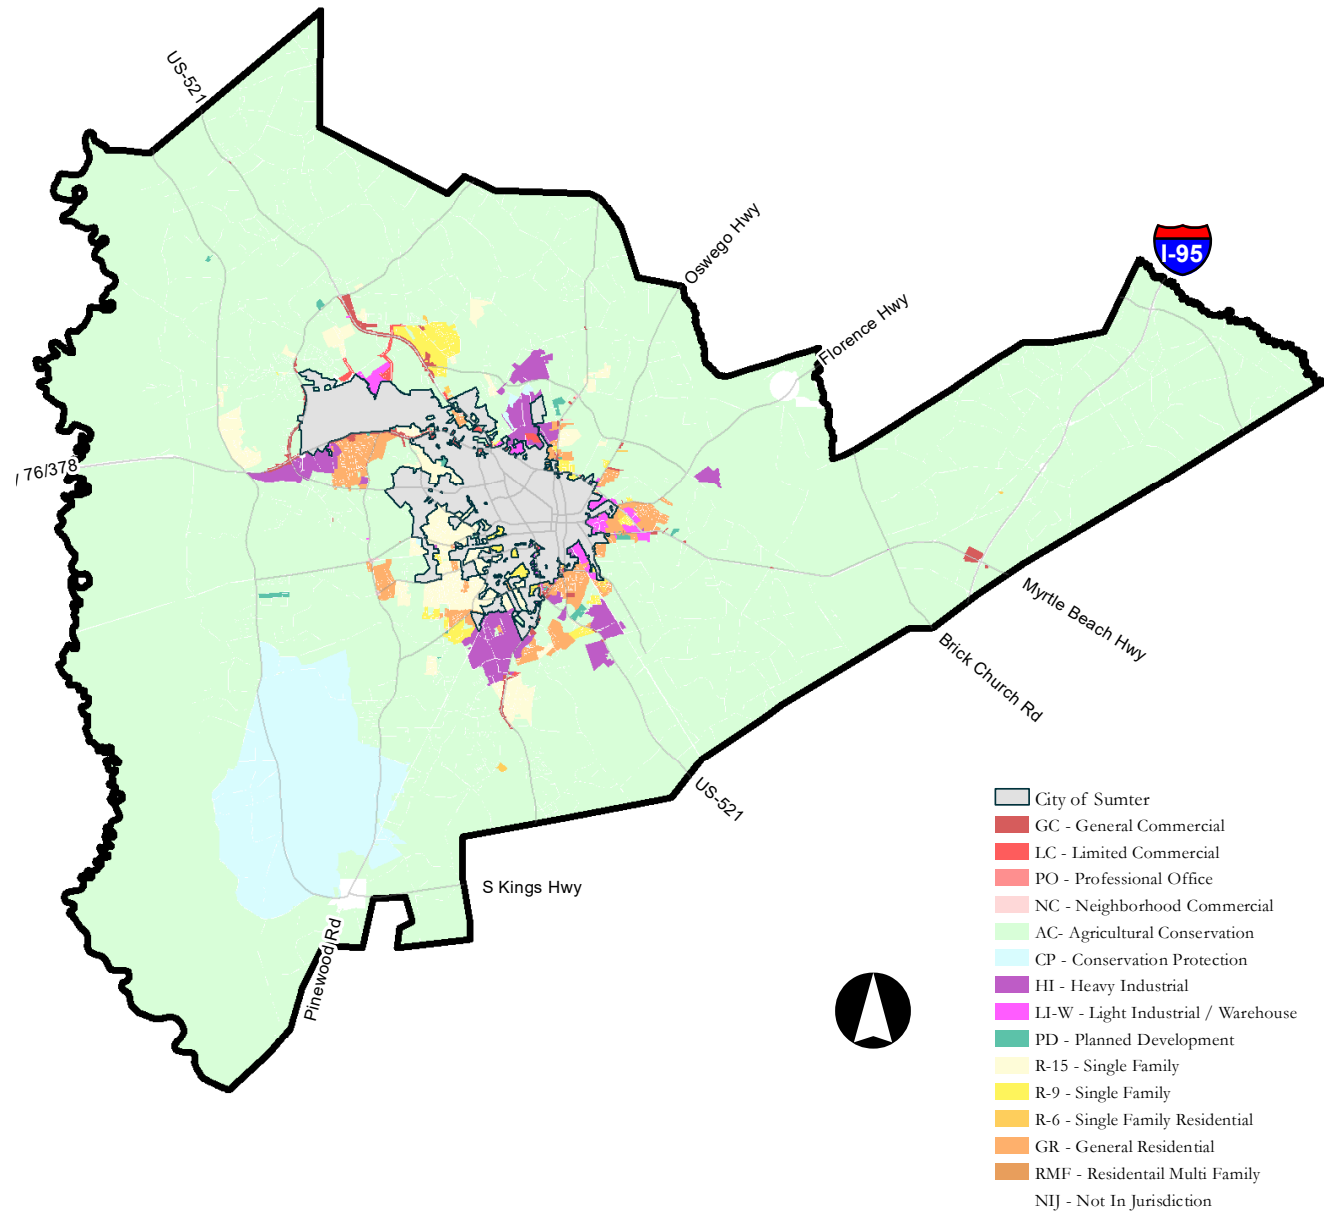 US-521
Oswego Hwy
I-95
Florence Hwy
/ 76/378
Myrtle Beach Hwy
Brick Church Rd
US-521
S Kings Hwy
Pinewood Rd
City of Sumter
GC - General Commercial
LC - Limited Commercial
PO - Professional Office
NC - Neighborhood Commercial
AC- Agricultural Conservation
CP - Conservation Protection
HI - Heavy Industrial
LI-W - Light Industrial / Warehouse
PD - Planned Development
R-15 - Single Family
R-9 - Single Family
R-6 - Single Family Residential
GR - General Residential
RMF - Residentail Multi Family
NIJ - Not In Jurisdiction